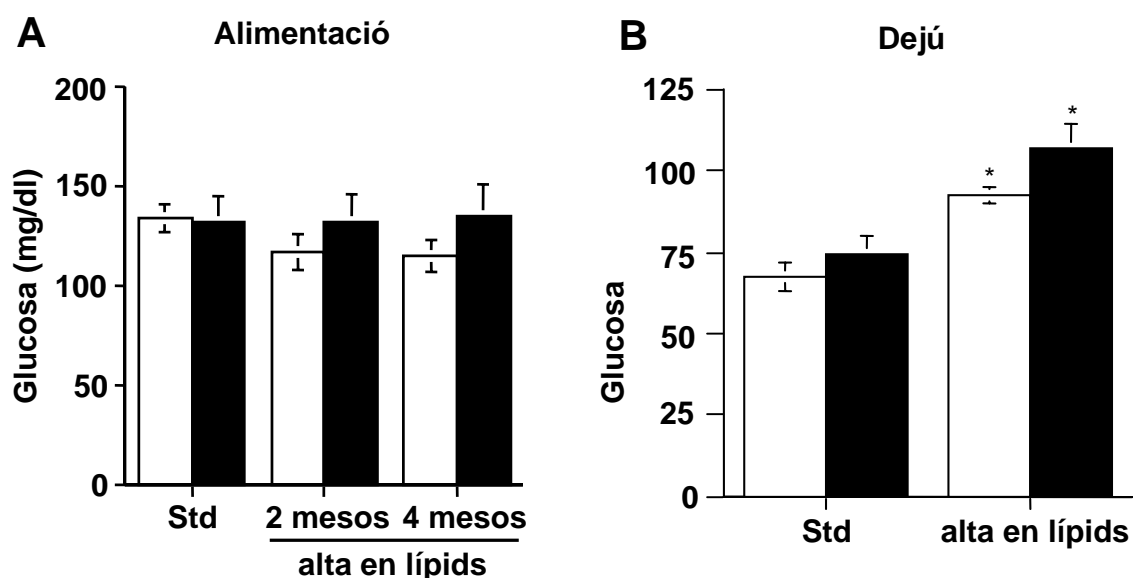 A
Alimentació
Glucosa (mg/dl)
200
150
100
50
0
Std
2 mesos
4 mesos
alta en lípids
B
Dejú
Glucosa
125
100
75
50
25
0
*
*
Std
alta en lípids